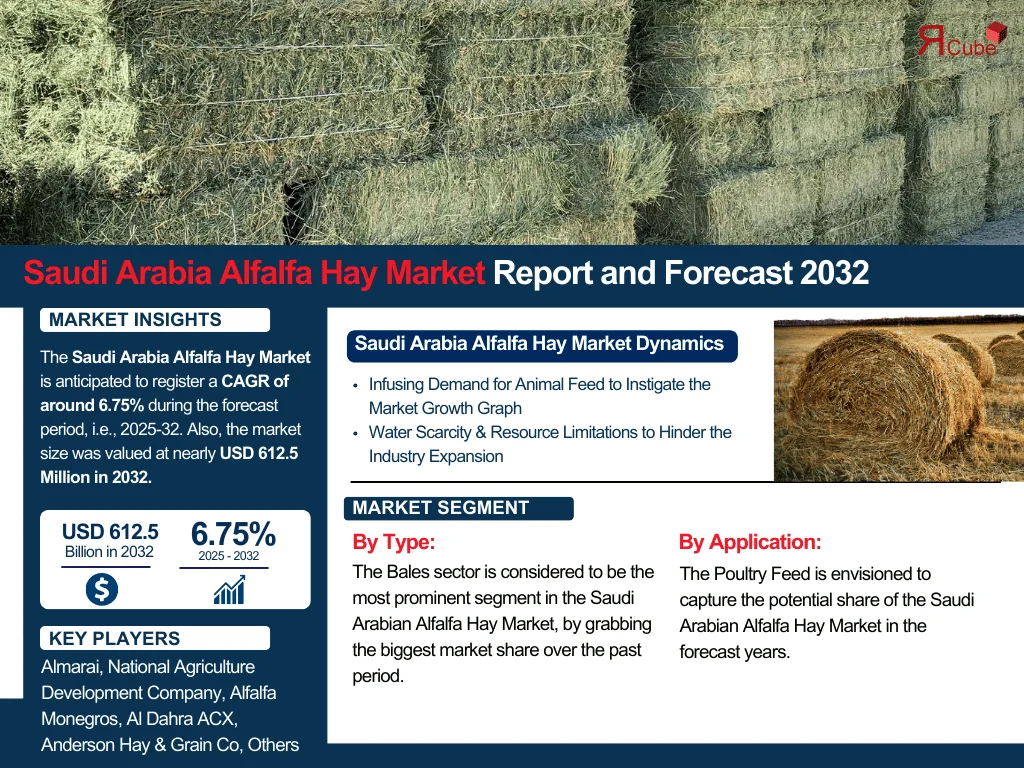 ЯCube
Saudi Arabia Alfalfa Hay Market Report and Forecast 2032
MARKET INSIGHTS
The Saudi Arabia Alfalfa Hay Market
is anticipated to register a CAGR of
around 6.75% during the forecast
period, i.e., 2025-32. Also, the market
size was valued at nearly USD 612.5
Million in 2032.
USD 612.5
Billion in 2032
6.75%
2025 - 2032
KEY PLAYERS
Almarai, National Agriculture
Development Company, Alfalfa
Monegros, Al Dahra ACX,
Anderson Hay & Grain Co, Others
Saudi Arabia Alfalfa Hay Market Dynamics
• Infusing Demand for Animal Feed to Instigate the
Market Growth Graph
• Water Scarcity & Resource Limitations to Hinder the
Industry Expansion
MARKET SEGMENT
By Type:
The Bales sector is considered to be the
most prominent segment in the Saudi
Arabian Alfalfa Hay Market, by grabbing
the biggest market share over the past
period.
By Application:
The Poultry Feed is envisioned to
capture the potential share of the Saudi
Arabian Alfalfa Hay Market in the
forecast years.